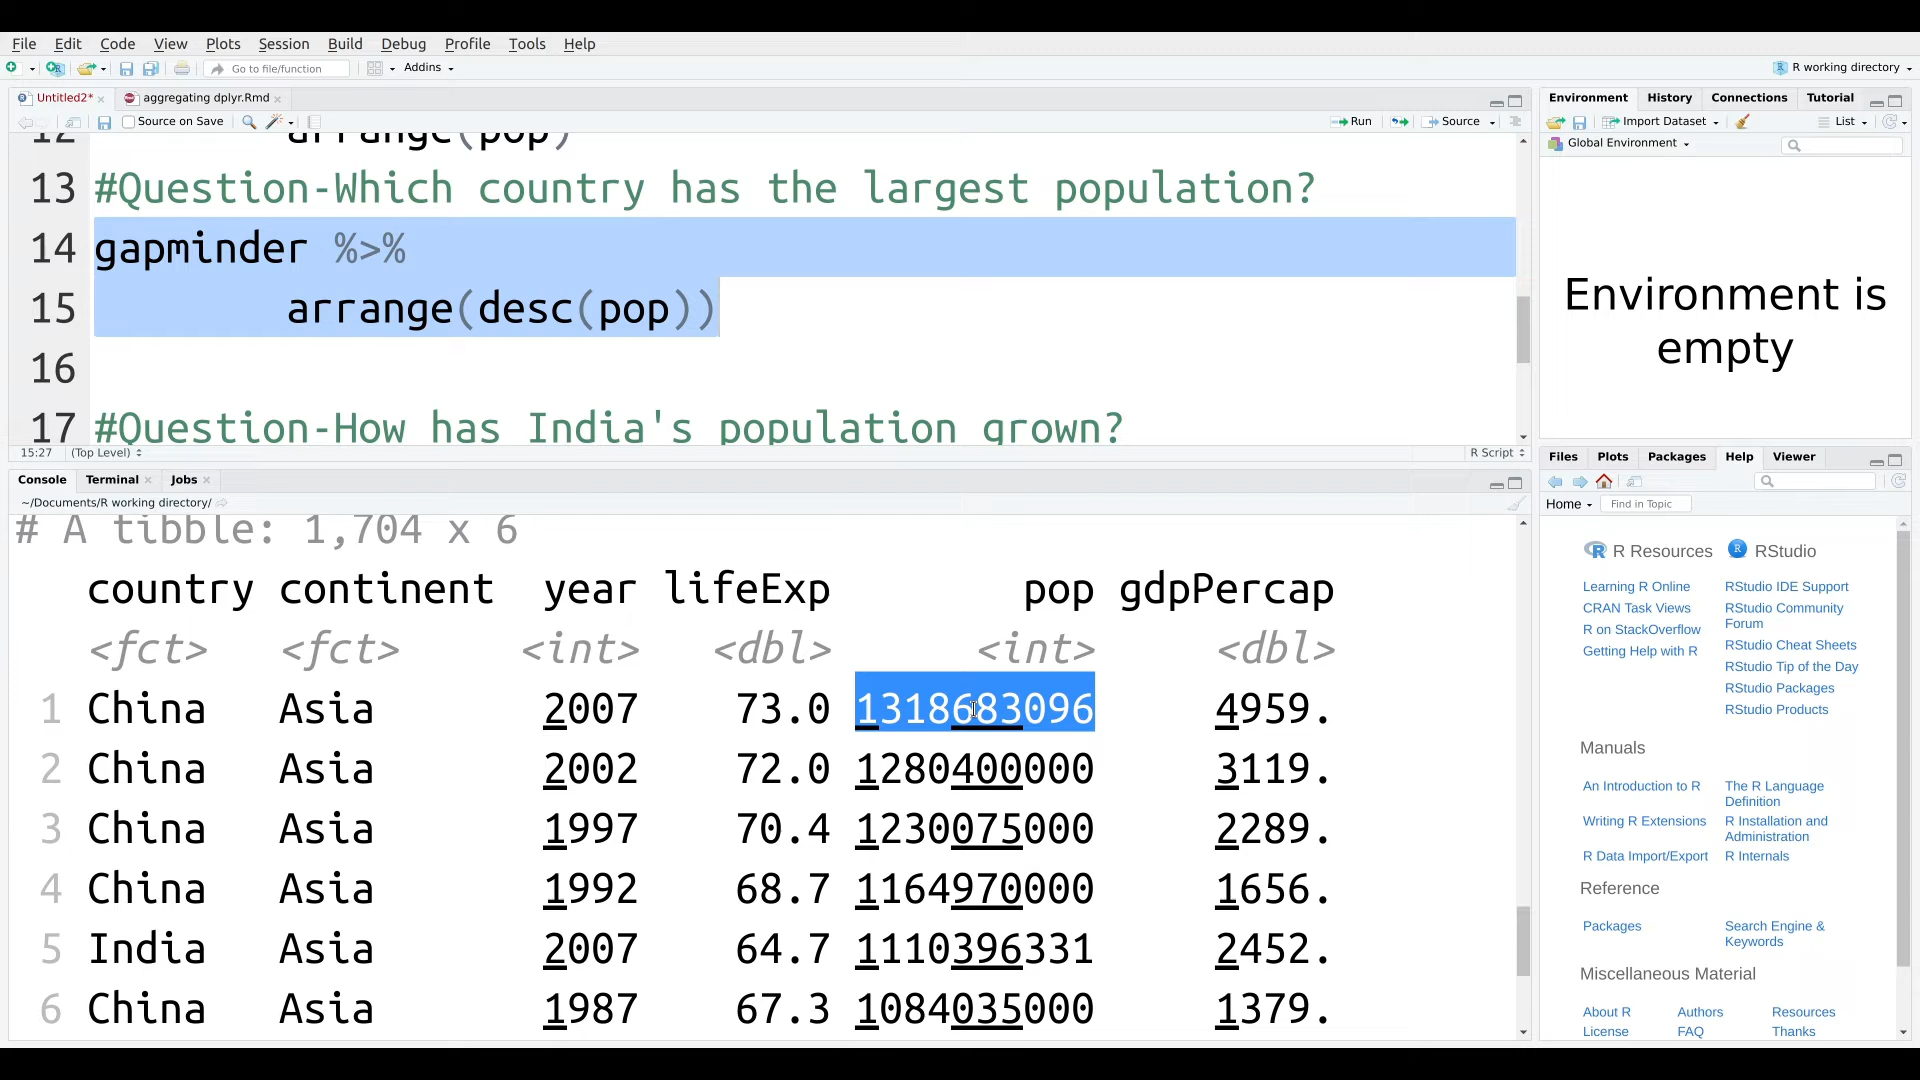 File Edit Code View Plots Session Build Debug Profile Tools Help
Go to file/function Addins R working directory
Untitled2* aggregating dplyr.Rmd
Source on Save Run Source
12 arrange(pop)
13 #Question-Which country has the largest population?
14 gapminder %>%
15 arrange(desc(pop))
16
17 #Question-How has India's population grown?
15:27 (Top Level) R Script
Console Terminal Jobs
~/Documents/R working directory/
# A tibble: 1,704 x 6
country continent year lifeExp pop gdpPercap
<fct> <fct> <int> <dbl> <int> <dbl>
1 China Asia 2007 73.0 1318683096 4959.
2 China Asia 2002 72.0 1280400000 3119.
3 China Asia 1997 70.4 1230075000 2289.
4 China Asia 1992 68.7 1164970000 1656.
5 India Asia 2007 64.7 1110396331 2452.
6 China Asia 1987 67.3 1084035000 1379.
Environment History Connections Tutorial
Import Dataset List
Global Environment
Environment is
empty
Files Plots Packages Help Viewer
Home Find in Topic
R Resources RStudio
Learning R Online
CRAN Task Views
R on StackOverflow
Getting Help with R
RStudio IDE Support
RStudio Community
Forum
RStudio Cheat Sheets
RStudio Tip of the Day
RStudio Packages
RStudio Products
Manuals
An Introduction to R
Writing R Extensions
R Data Import/Export
The R Language
Definition
R Installation and
Administration
R Internals
Reference
Packages
Search Engine &
Keywords
Miscellaneous Material
About R Authors Resources
License FAQ Thanks